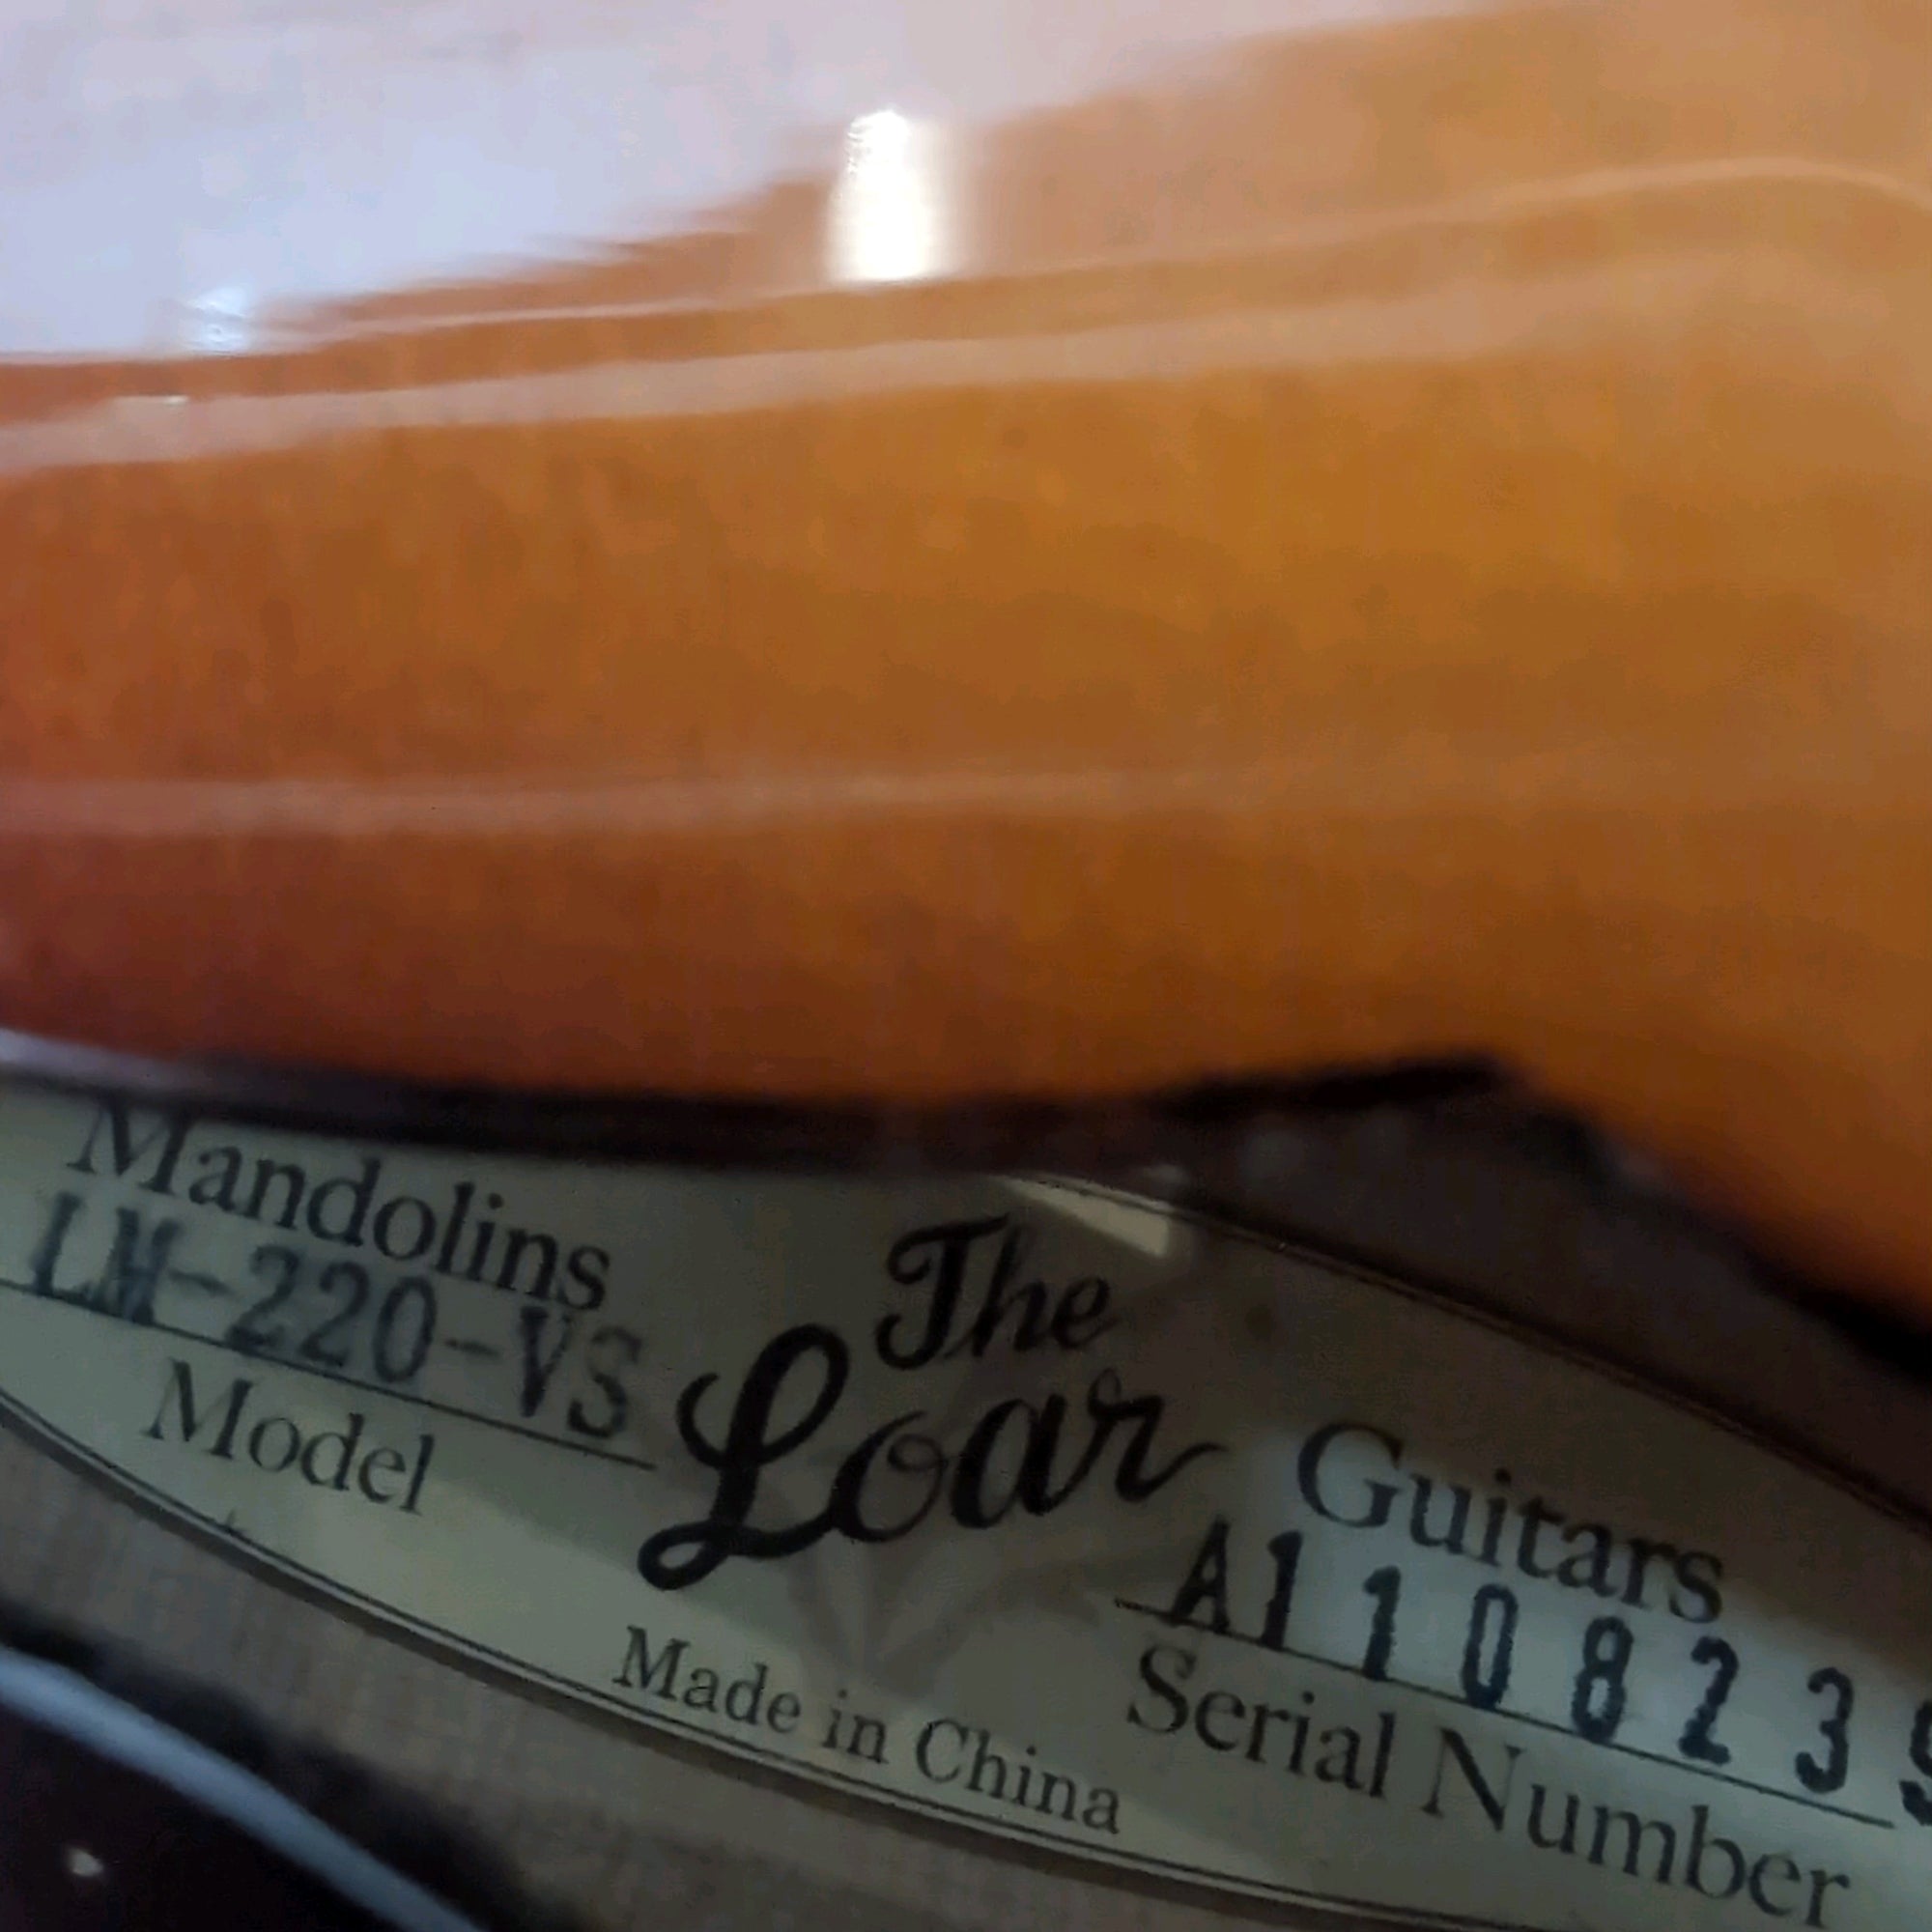 Mandolins
LM-220-VS
Model
The
Loar
Guitars
A110823
Serial Number
Made in China